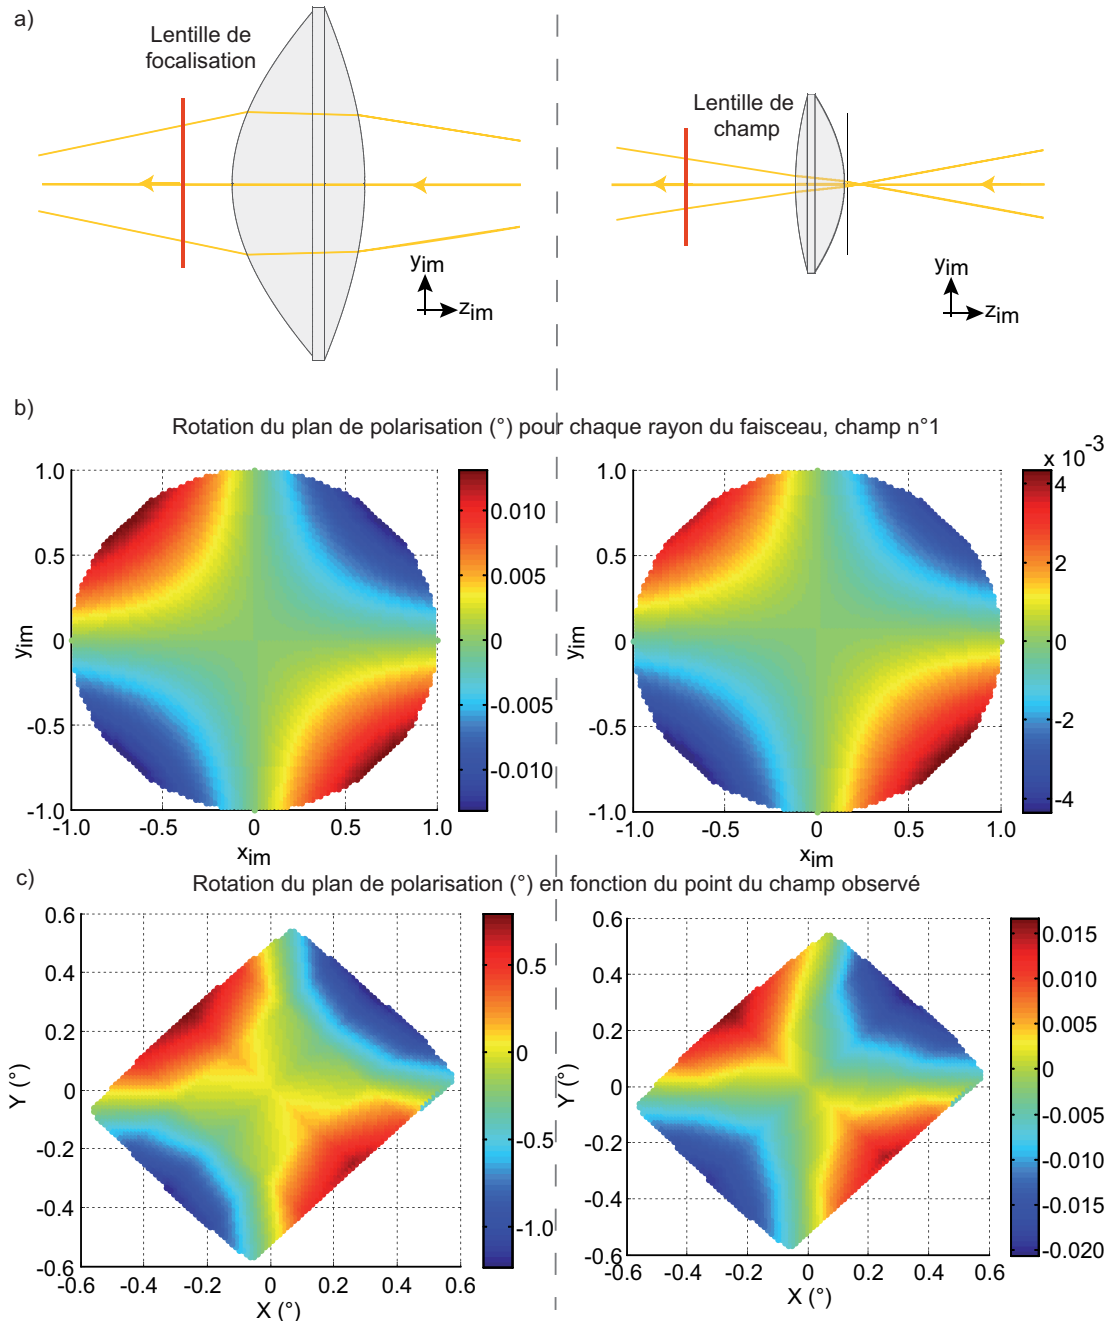 a)
Lentille de
focalisation
Lentille de
champ
yim
zim
yim
zim
b)
Rotation du plan de polarisation (°) pour chaque rayon du faisceau, champ n°1
1.0
0.5
0
-0.5
-1.0
yim
-1.0 -0.5 0 0.5 1.0
xim
0.010
0.005
0
-0.005
-0.010
1.0
0.5
0
-0.5
-1.0
yim
-1.0 -0.5 0 0.5 1.0
xim
x 10-3
4
2
0
-2
-4
c)
Rotation du plan de polarisation (°) en fonction du point du champ observé
0.6
0.4
0.2
0
-0.2
-0.4
-0.6
Y (°)
-0.6 -0.4 -0.2 0 0.2 0.4 0.6
X (°)
0.5
0
-0.5
-1.0
0.6
0.4
0.2
0
-0.2
-0.4
-0.6
Y (°)
-0.6 -0.4 -0.2 0 0.2 0.4 0.6
X (°)
0.015
0.010
0.005
0
-0.005
-0.010
-0.015
-0.020